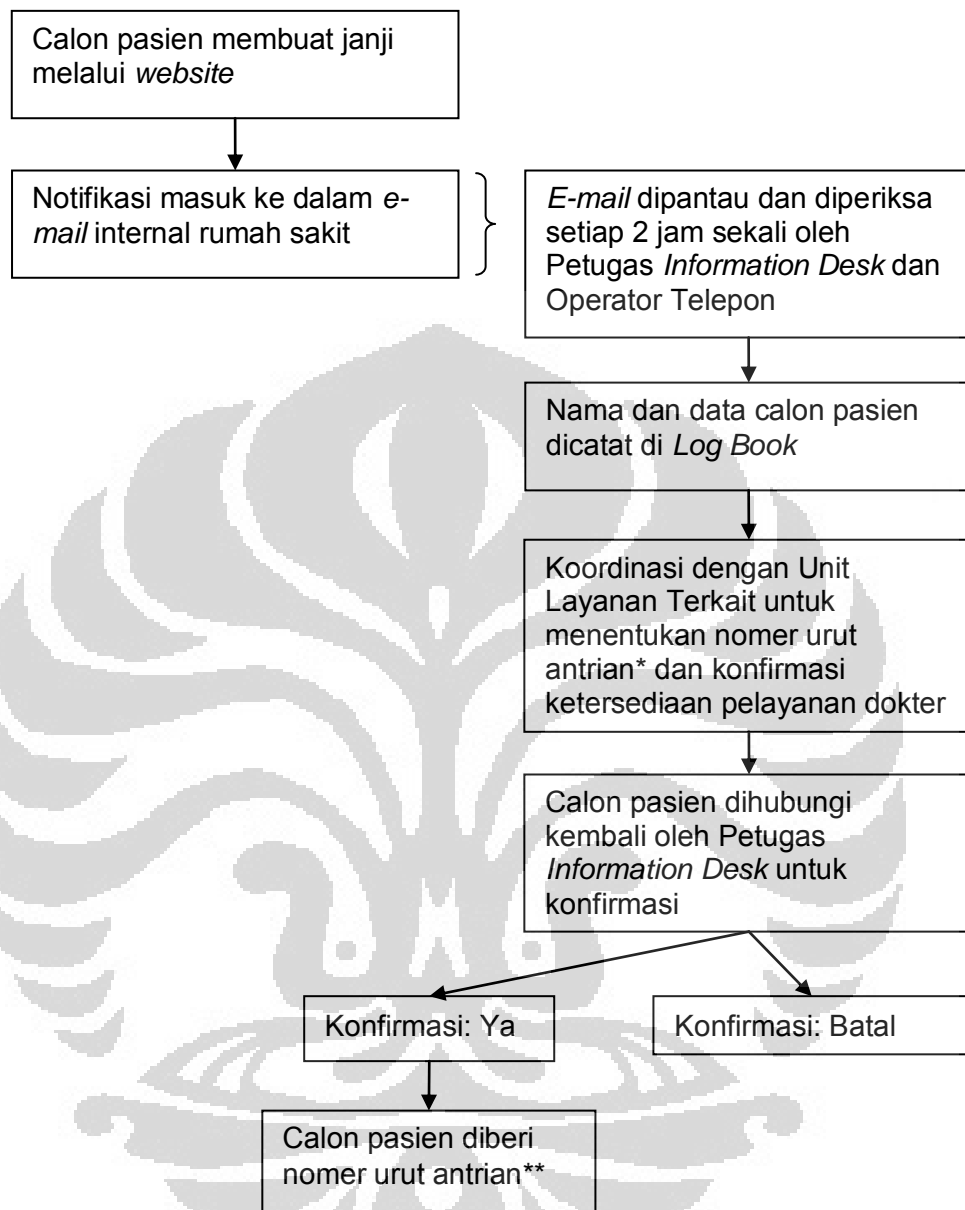 Calon pasien membuat janji
melalui website
Notifikasi masuk ke dalam e-
mail internal rumah sakit
E-mail dipantau dan diperiksa
setiap 2 jam sekali oleh
Petugas Information Desk dan
Operator Telepon
Nama dan data calon pasien
dicatat di Log Book
Koordinasi dengan Unit
Layanan Terkait untuk
menentukan nomer urut
antrian* dan konfirmasi
ketersediaan pelayanan dokter
Calon pasien dihubungi
kembali oleh Petugas
Information Desk untuk
konfirmasi
Konfirmasi: Ya
Konfirmasi: Batal
Calon pasien diberi
nomer urut antrian**